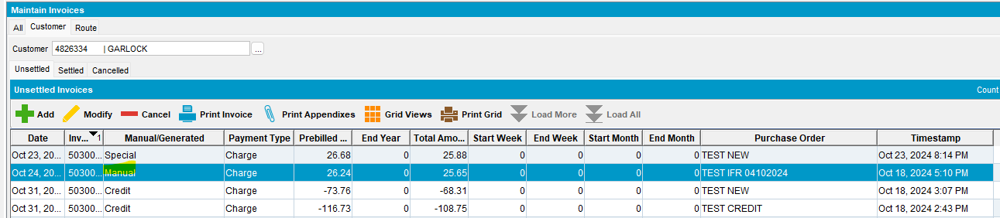 Maintain Invoices
All Customer Route
Customer 4826334 | GARLOCK ...
Unsettled Settled Cancelled
Unsettled Invoices Count
Add Modify Cancel Print Invoice Print Appendixes Grid Views Print Grid Load More Load All
Date Inv... 1 Manual/Generated Payment Type Prebilled ... End Year Total Amo... Start Week End Week Start Month End Month Purchase Order Timestamp
Oct 23, 20... 50300... Special Charge 26.68 0 25.88 0 0 0 0 TEST NEW Oct 23, 2024 8:14 PM
Oct 24, 20... 50300... Manual Charge 26.24 0 25.65 0 0 0 0 TEST IFR 04102024 Oct 18, 2024 5:10 PM
Oct 31, 20... 50300... Credit Charge -73.76 0 -68.31 0 0 0 0 TEST NEW Oct 18, 2024 3:07 PM
Oct 31, 20... 50300... Credit Charge -116.73 0 -108.75 0 0 0 0 TEST CREDIT Oct 18, 2024 2:43 PM